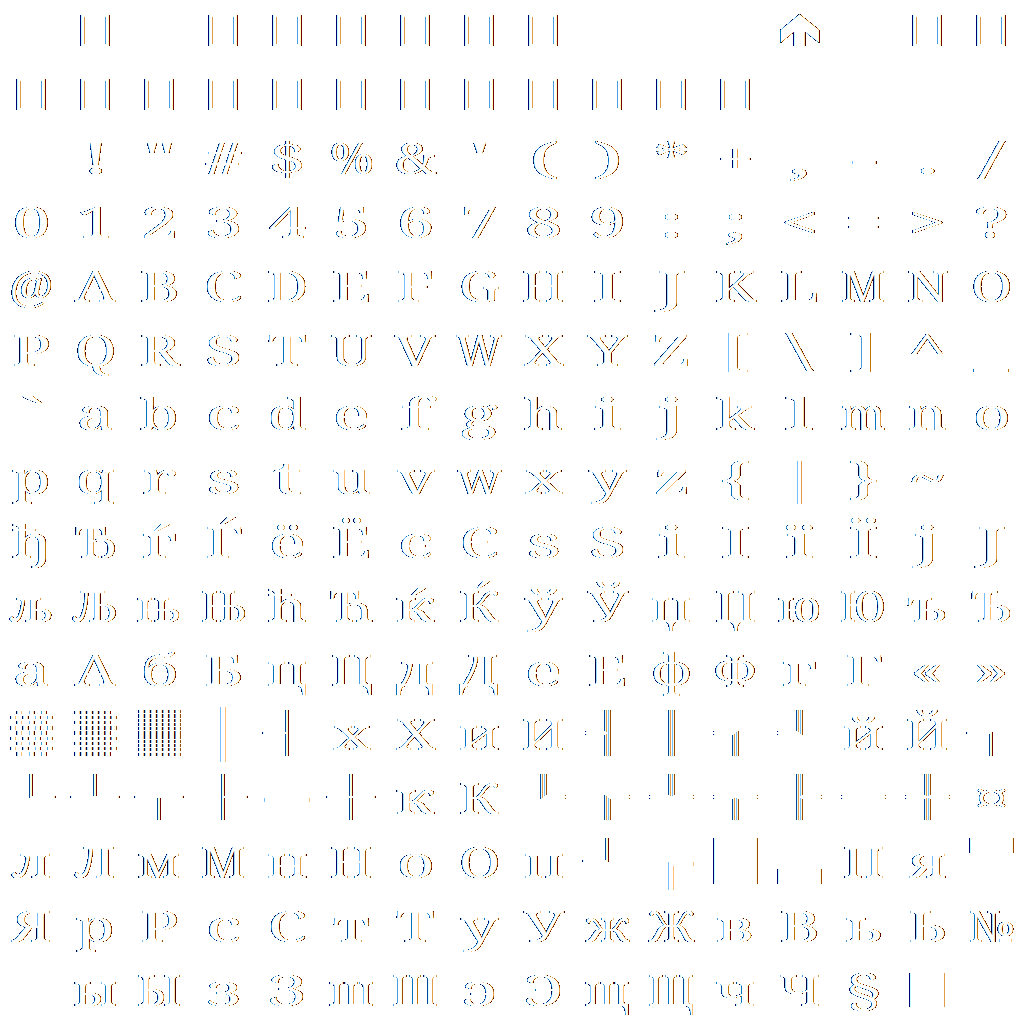 ! " # $ % & ' ( ) * + , - . /
0 1 2 3 4 5 6 7 8 9 : ; < = > ?
@ A B C D E F G H I J K L M N O
P Q R S T U V W X Y Z [ \ ] ^ _
` a b c d e f g h i j k l m n o
p q r s t u v w x y z { | } ~
ђ Ђ ѓ Ѓ ё Ё є Є ѕ Ѕ і І ї Ї ј Ј
љ Љ њ Њ ћ Ћ ќ Ќ ў Ў џ Џ ю Ю ъ Ъ
а А б Б ц Ц д Д е Е ф Ф г Г « »
░ ▒ ▓ │ ┤ х Х и И ╣ ║ ╗ ╝ й Й ┐
└ ┴ ┬ ├ ─ ┼ к К ╚ ╔ ╩ ╦ ╠ ═ ╬ ¤
л Л м М н Н о О п ┘ ┌ █ ▄ П я ▀
Я р Р с С т Т у У ж Ж в В ь Ь №
ы Ы з З ш Ш э Э щ Щ ч Ч § ■